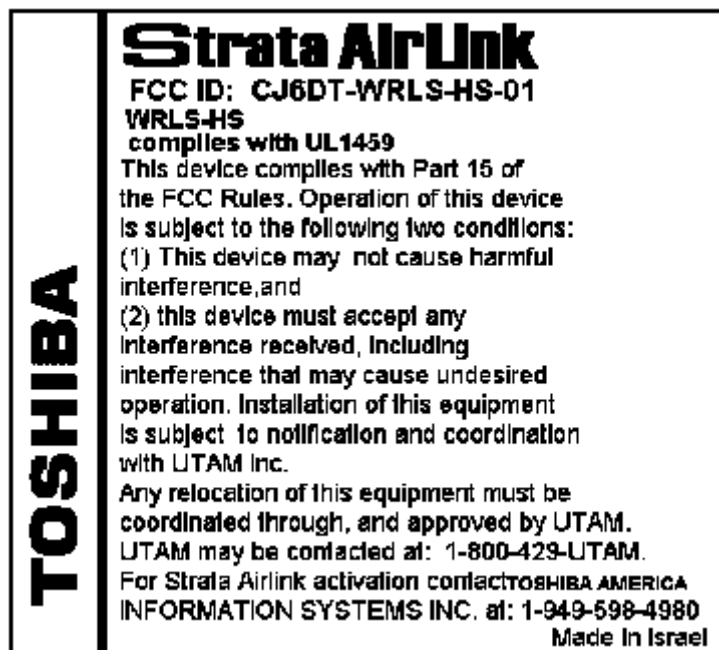 TOSHIBA
Strata AirLink
FCC ID: CJ6DT-WRLS-HS-01
WRLS-HS
complies with UL1459
This device complies with Part 15 of
the FCC Rules. Operation of this device
is subject to the following two conditions:
(1) This device may not cause harmful
interference,and
(2) this device must accept any
interference received, including
interference that may cause undesired
operation. Installation of this equipment
is subject to notification and coordination
with UTAM Inc.
Any relocation of this equipment must be
coordinated through, and approved by UTAM.
UTAM may be contacted at: 1-800-429-UTAM.
For Strata Airlink activation contactTOSHIBA AMERICA
INFORMATION SYSTEMS INC. at: 1-949-598-4980
Made In Israel